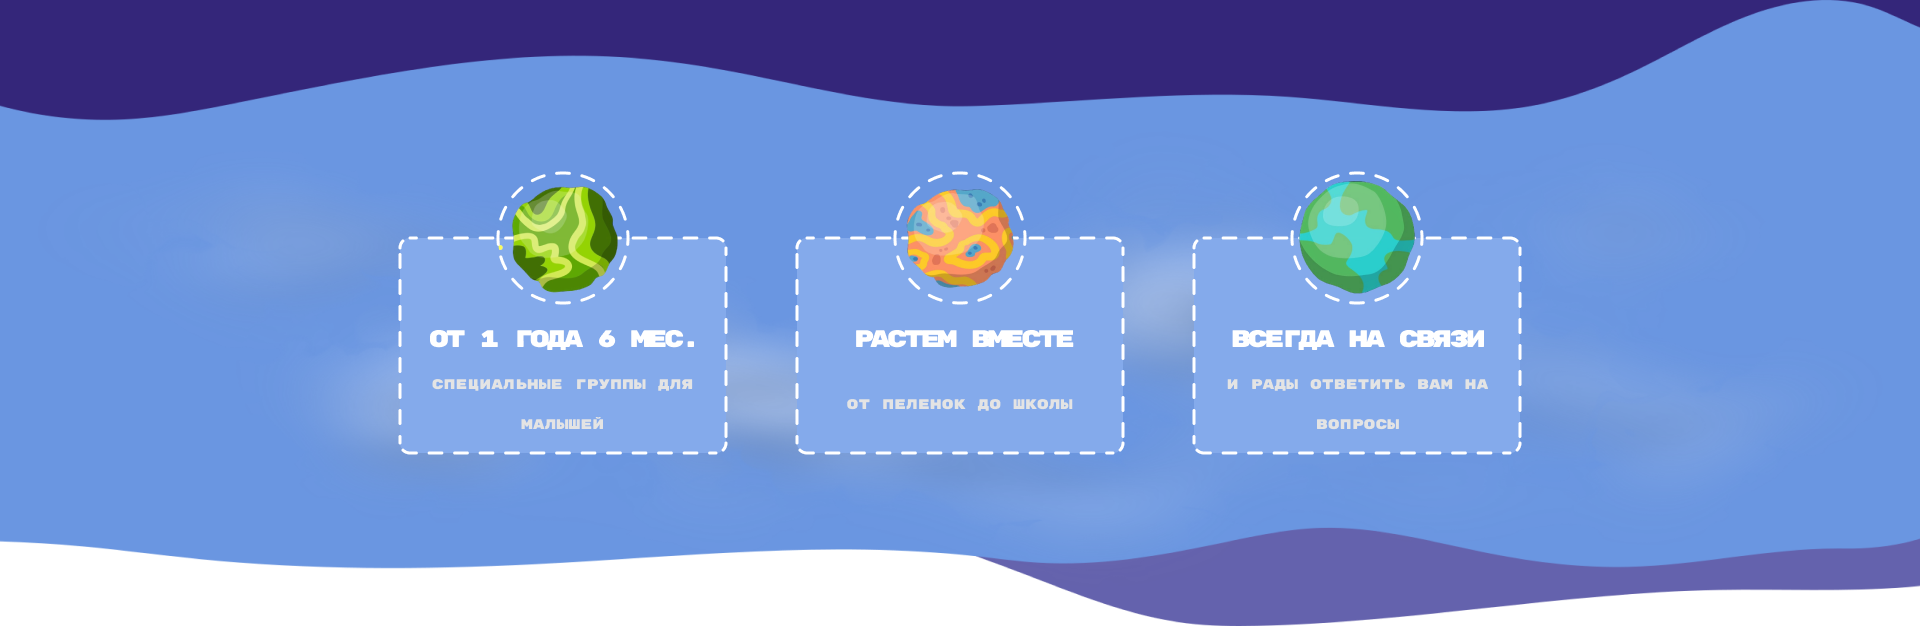 ОТ 1 ГОДА 6 МЕС.
СПЕЦИАЛЬНЫЕ ГРУППЫ ДЛЯ
МАЛЫШЕЙ
РАСТЕМ ВМЕСТЕ
ОТ ПЕЛЕНОК ДО ШКОЛЫ
ВСЕГДА НА СВЯЗИ
И РАДЫ ОТВЕТИТЬ ВАМ НА
ВОПРОСЫ